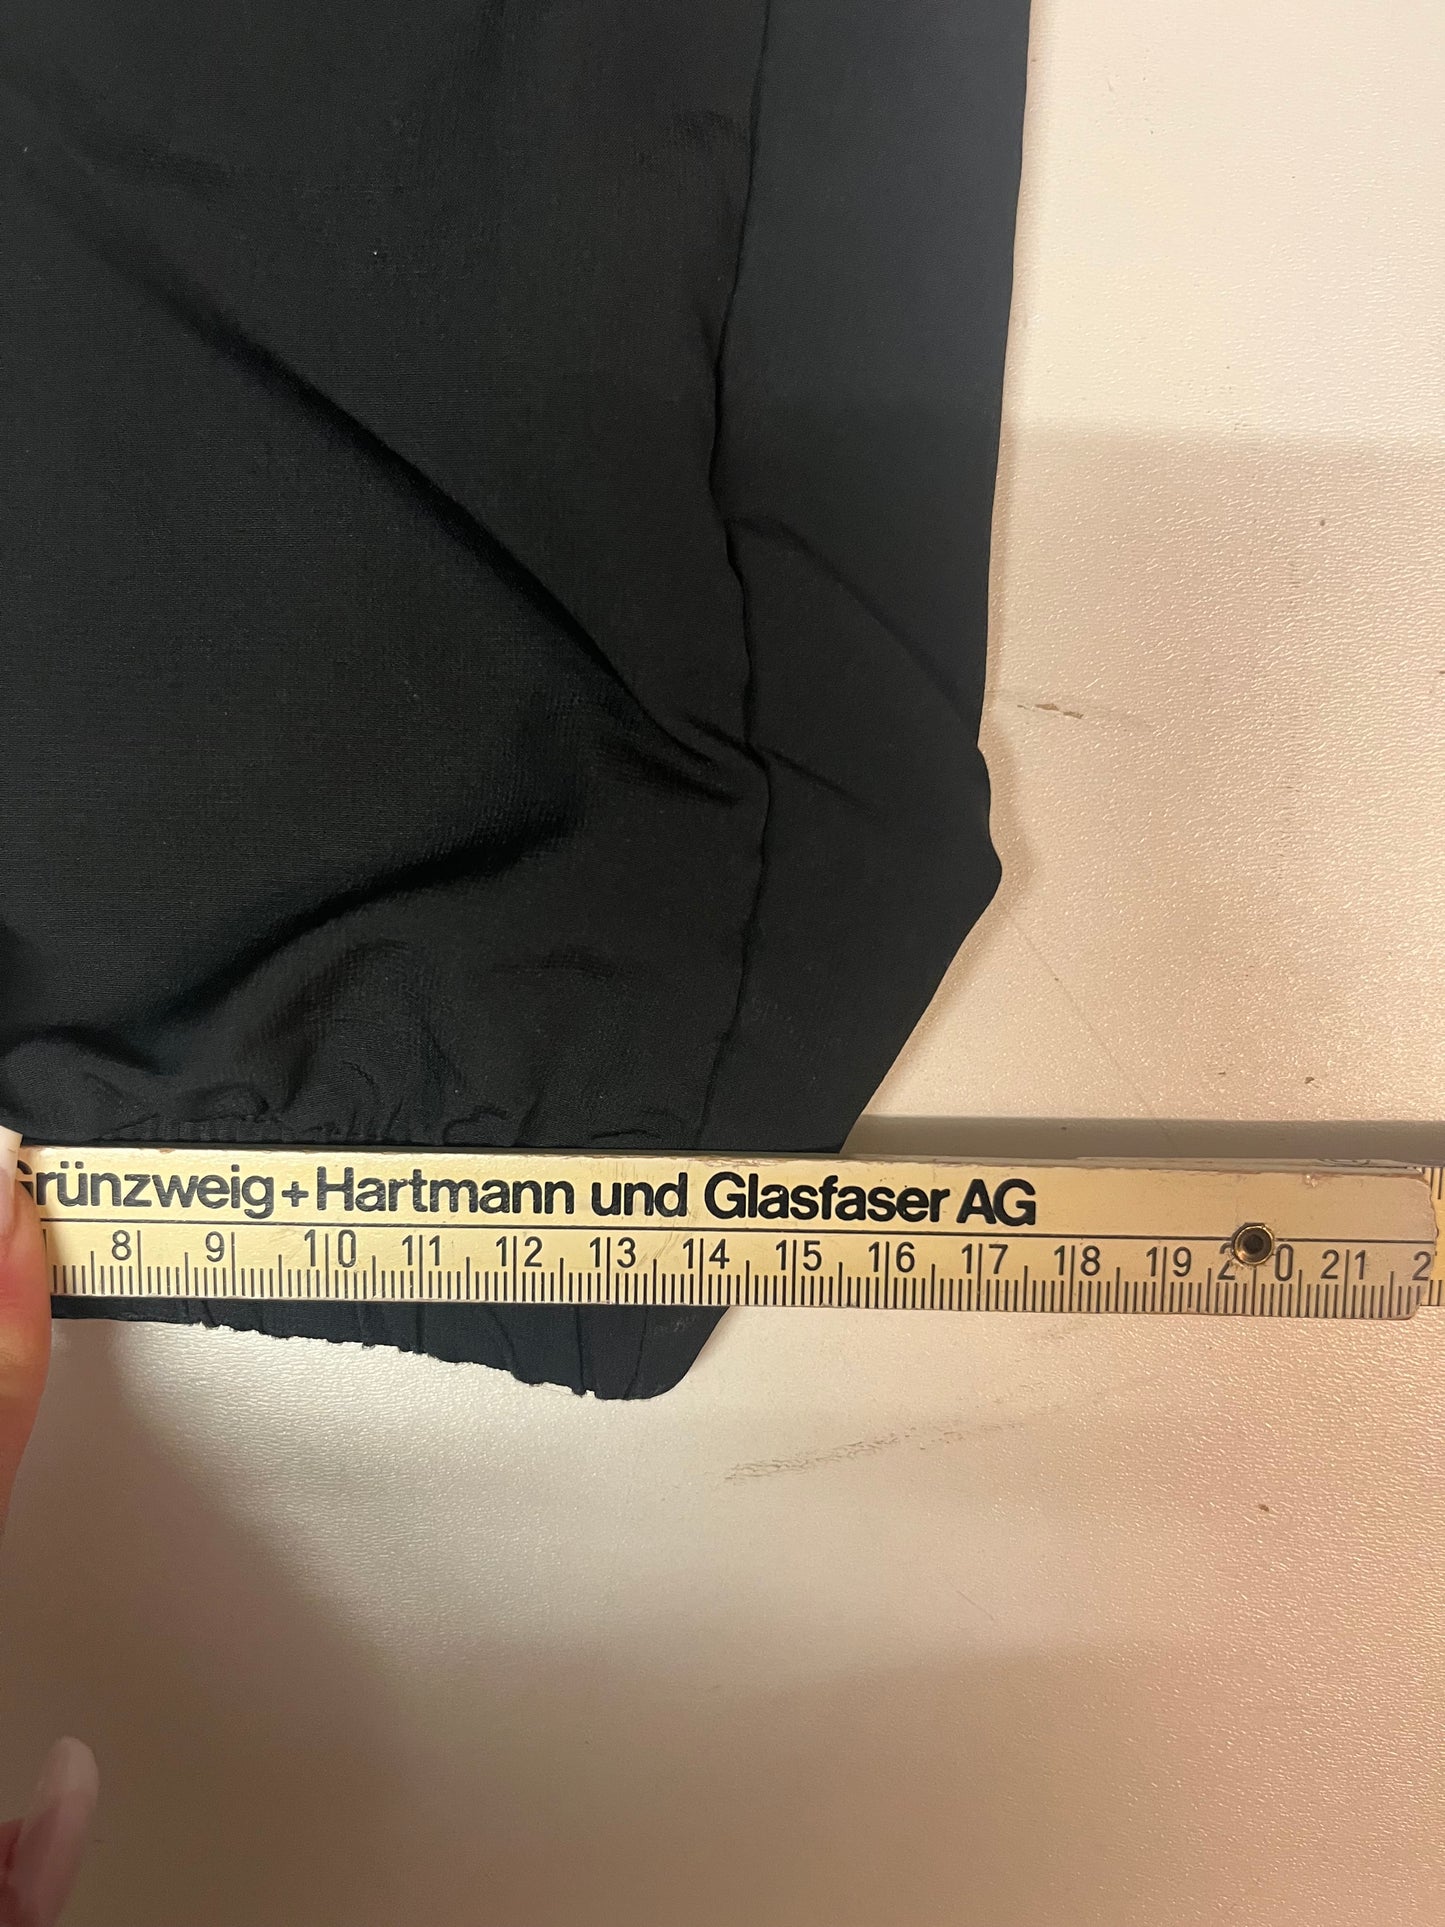 Grünzweig+Hartmann und Glasfaser AG
8 9 10 11 12 13 14 15 16 17 18 19 20 21 2